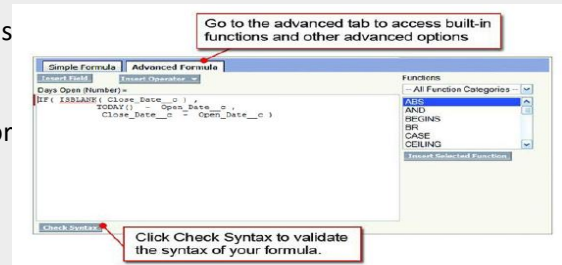 Go to the advanced tab to access built-in
functions and other advanced options
s
Simple Formula
Advanced Formula
Insert Field
Insert Operator
Functions
Days Open (Number) =
-- All Function Categories --
IF( ISBLANK( Close_Date__c ) ,
TODAY() - Open_Date__c ,
Close_Date__c - Open_Date__c )
ABS
AND
BEGINS
BR
CASE
CEILING
or
Insert Selected Function
Check Syntax
Click Check Syntax to validate
the syntax of your formula.